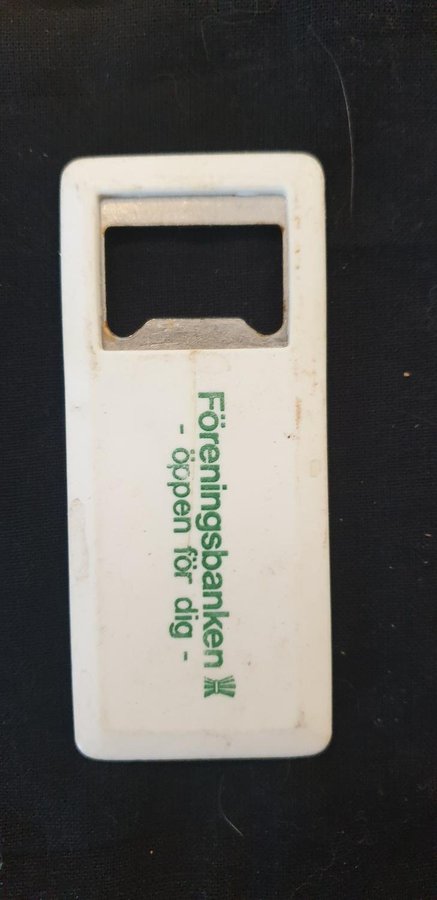 Föreningsbanken
- öppen för dig -